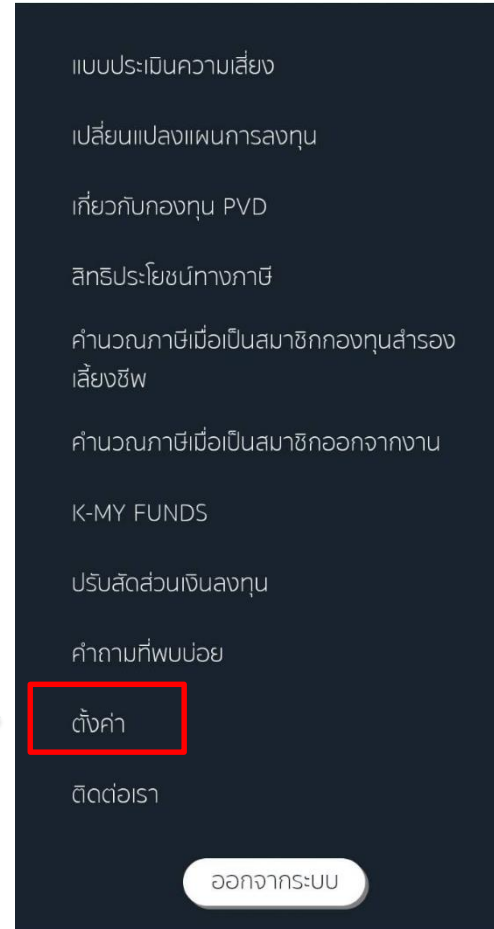 แบบประเมินความเสี่ยง
เปลี่ยนแปลงแผนการลงทุน
เกี่ยวกับกองทุน PVD
สิทธิประโยชน์ทางภาษี
คำนวณภาษีเมื่อเป็นสมาชิกกองทุนสำรอง
เลี้ยงชีพ
คำนวณภาษีเมื่อเป็นสมาชิกออกจากงาน
K-MY FUNDS
ปรับสัดส่วนเงินลงทุน
คำถามที่พบบ่อย
ตั้งค่า
ติดต่อเรา
ออกจากระบบ